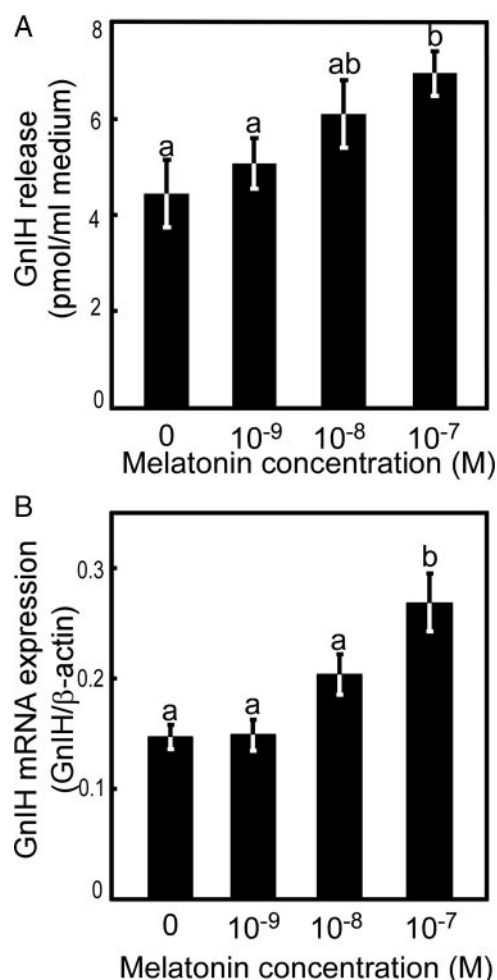 A
GnIH release
(pmol/ml medium)
8
6
4
2
0
a
a
ab
b
0
10⁻⁹
10⁻⁸
10⁻⁷
Melatonin concentration (M)
B
GnIH mRNA expression
(GnIH/β-actin)
0.3
0.2
0.1
0
a
a
a
b
0
10⁻⁹
10⁻⁸
10⁻⁷
Melatonin concentration (M)